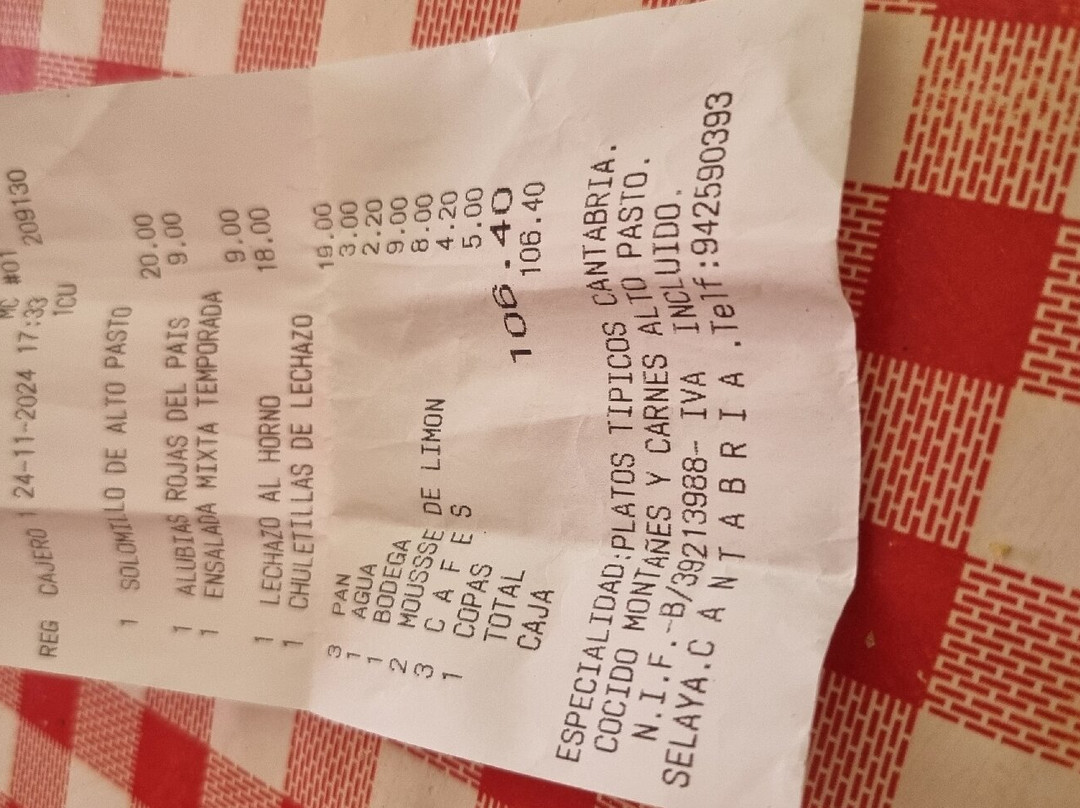 MC #01
REG CAJERO 1 24-11-2024 17:33 209130
TCU
1 SOLOMILLO DE ALTO PASTO
20.00
1 ALUBIAS ROJAS DEL PAIS 9.00
1 ENSALADA MIXTA TEMPORADA
9.00
1 LECHAZO AL HORNO 18.00
1 CHULETILLAS DE LECHAZO
19.00
3 PAN 3.00
1 AGUA 2.20
1 BODEGA 9.00
2 MOUSSSE DE LIMON 8.00
3 C A F E S 4.20
1 COPAS 5.00
TOTAL 106.40
CAJA 106.40
ESPECIALIDAD:PLATOS TIPICOS CANTABRIA.
COCIDO MONTAÑES Y CARNES ALTO PASTO.
N.I.F.-B/39213988- IVA INCLUIDO.
SELAYA.C A N T A B R I A .Telf:942590393